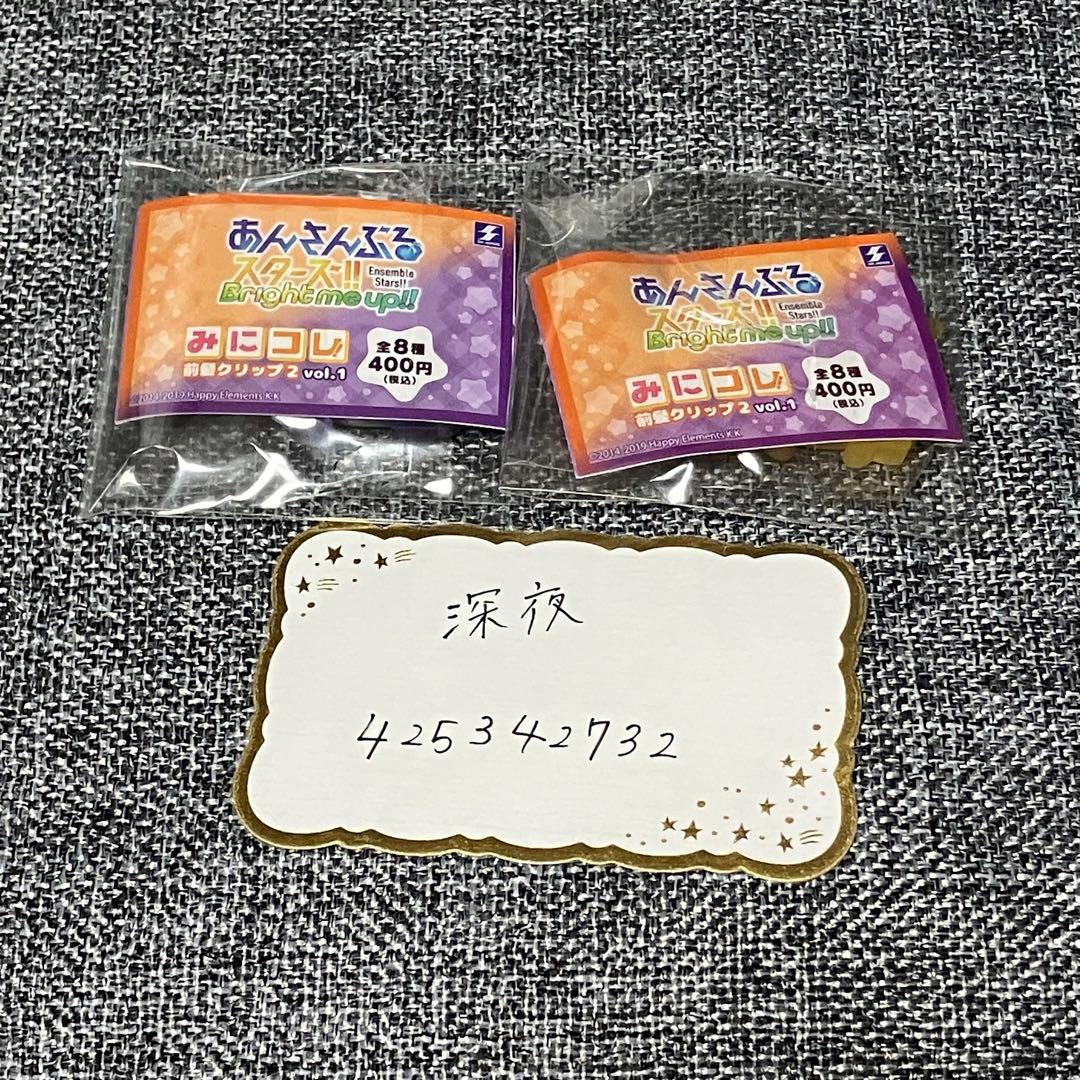 あんさんぶる
スターズ!!
Ensemble
Stars!!
Bright me up!!
みにコレ!
前髪クリップ2 vol.1
全8種
400円
(税込)
©2014-2019 Happy Elements K.K
あんさんぶる
スターズ!!
Ensemble
Stars!!
Bright me up!!
みにコレ!
前髪クリップ2 vol.1
全8種
400円
(税込)
©2014-2019 Happy Elements K.K
深夜
425342732